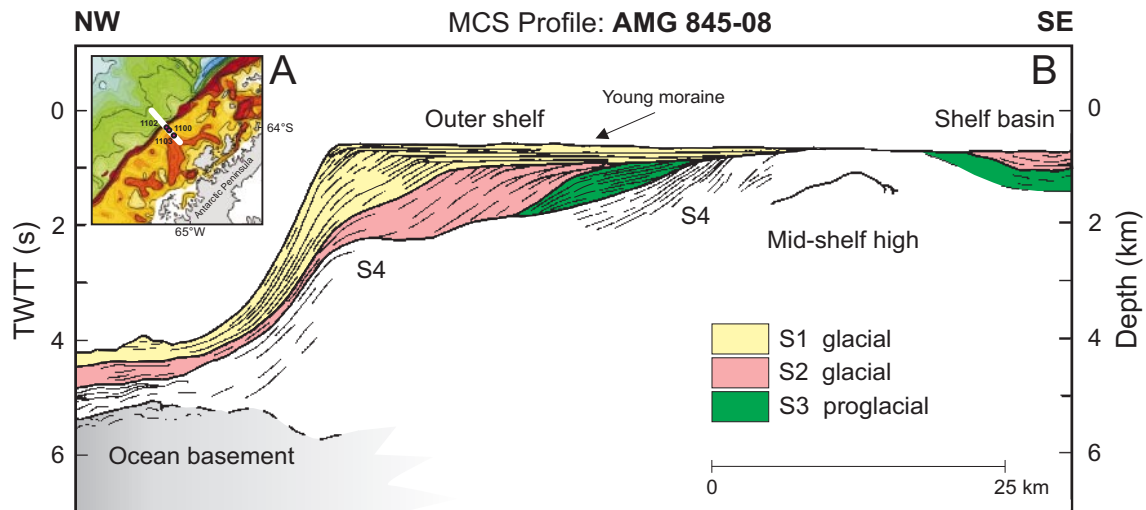 NW
MCS Profile: AMG 845-08
SE
A
B
1102
1100
1103
64°S
Antarctic Peninsula
65°W
Young moraine
Outer shelf
Shelf basin
S4
S4
Mid-shelf high
TWTT (s)
0
2
4
6
Depth (km)
0
2
4
6
S1 glacial
S2 glacial
S3 proglacial
Ocean basement
0
25 km